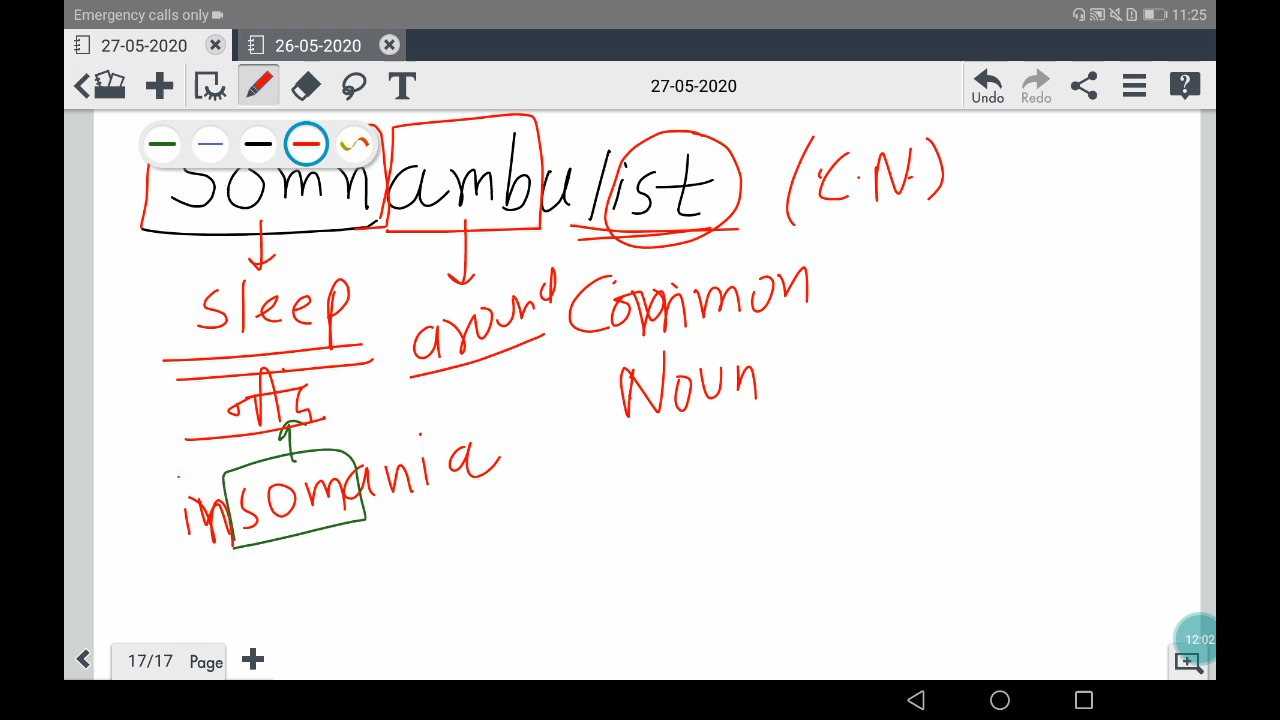 Emergency calls only 11:25
27-05-2020 26-05-2020
T 27-05-2020 Undo Redo
Somnambulist (C.N.)
sleep around Common
Noun
नींद
insomania
12:02
17/17 Page